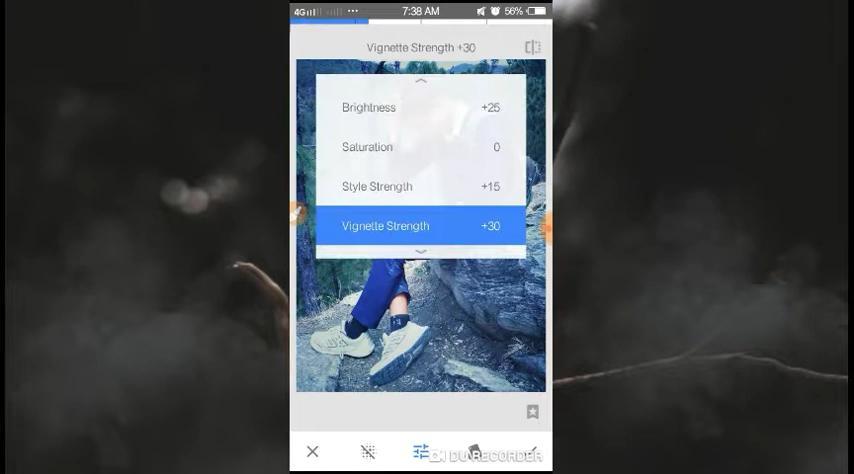 4G 7:38 AM 56%
Vignette Strength +30
Brightness +25
Saturation 0
Style Strength +15
Vignette Strength +30
DU RECORDER